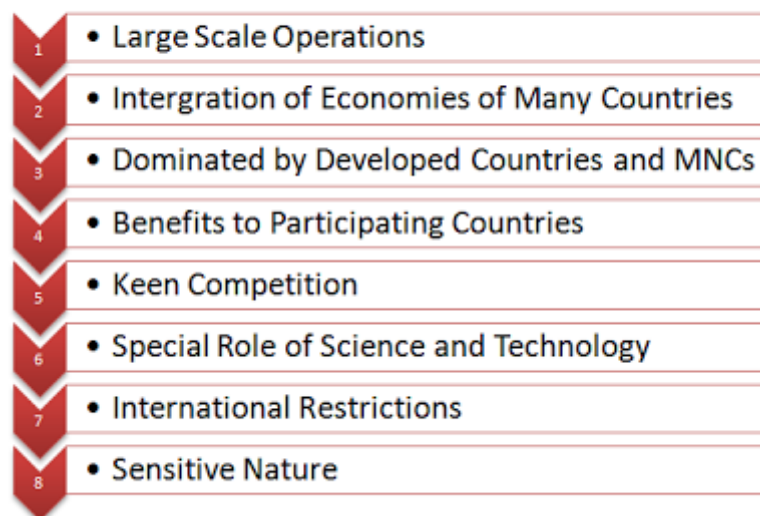 1 • Large Scale Operations
2 • Intergration of Economies of Many Countries
3 • Dominated by Developed Countries and MNCs
4 • Benefits to Participating Countries
5 • Keen Competition
6 • Special Role of Science and Technology
7 • International Restrictions
8 • Sensitive Nature